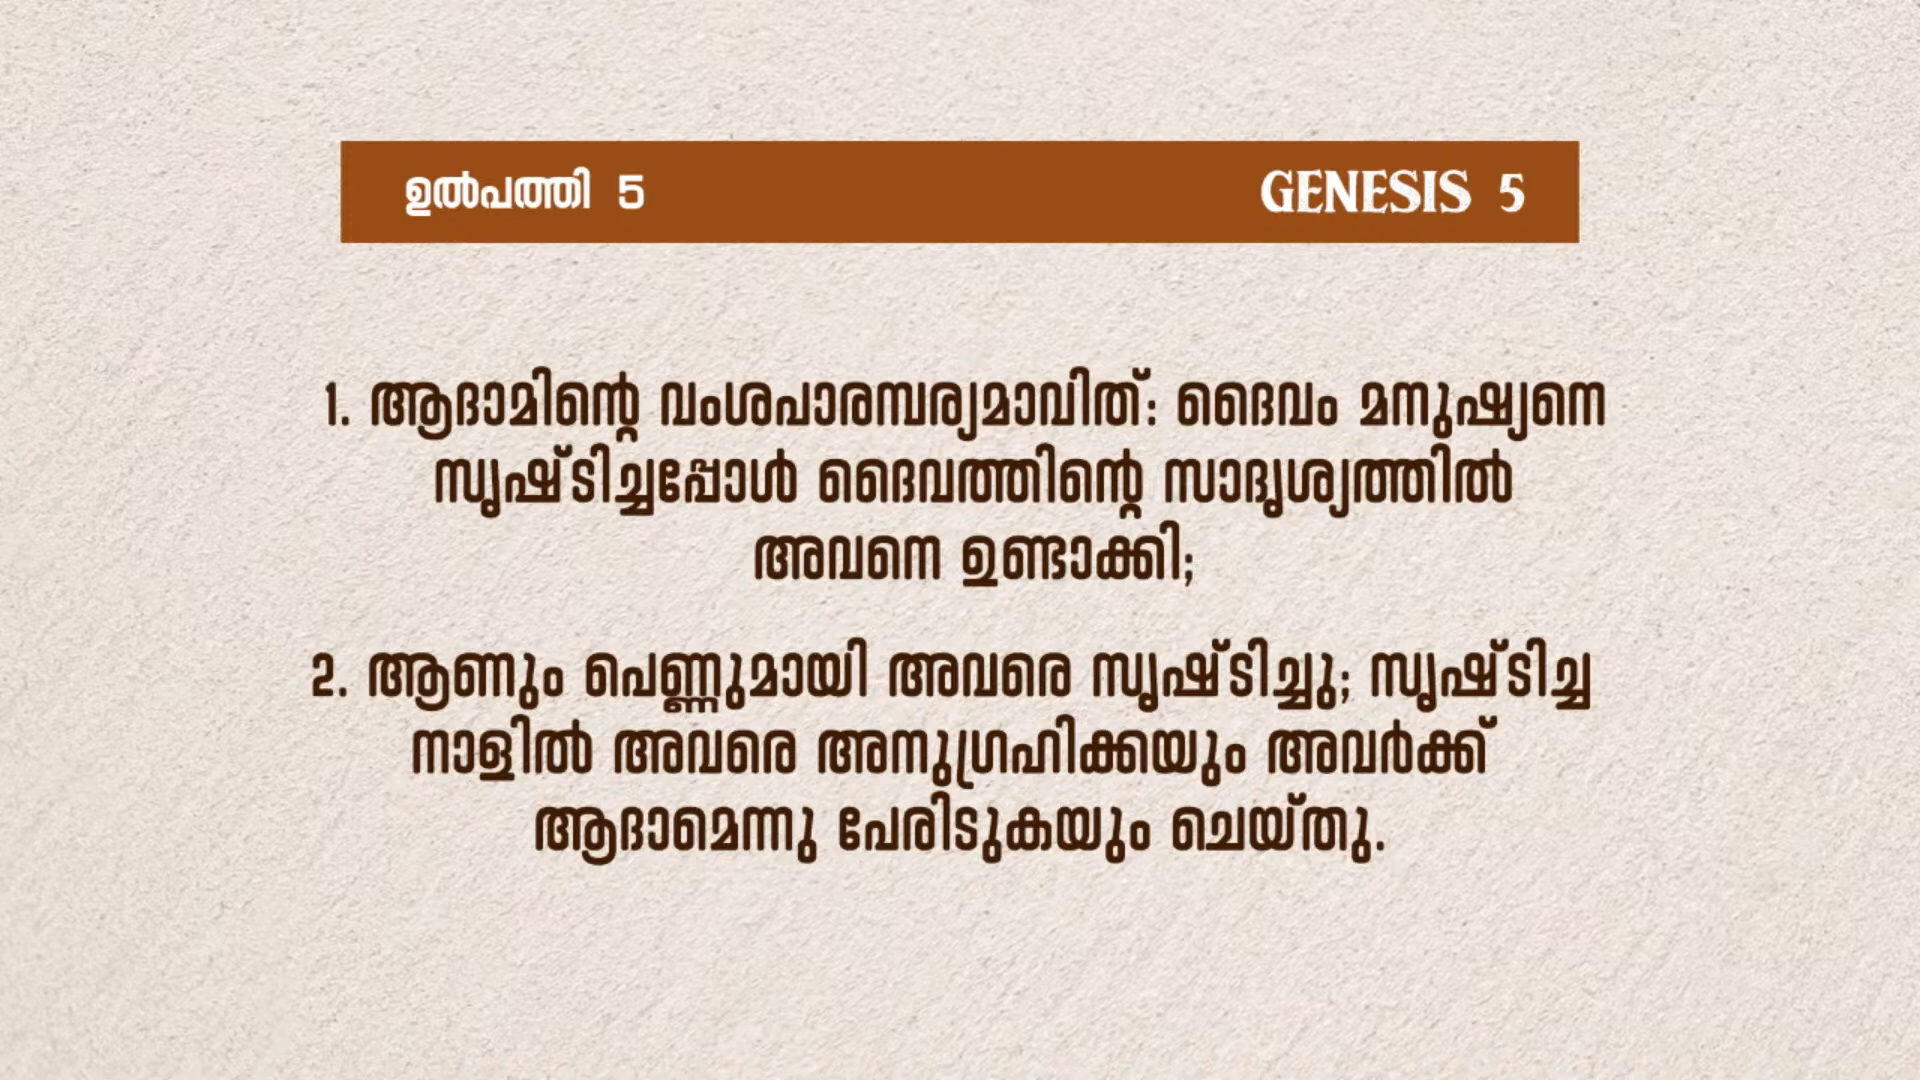 ഉൽപത്തി 5
GENESIS 5
1. ആദാമിന്റെ വംശപാരമ്പര്യമാവിത്: ദൈവം മനുഷ്യനെ
സൃഷ്ടിച്ചപ്പോൾ ദൈവത്തിന്റെ സാദൃശ്യത്തിൽ
അവനെ ഉണ്ടാക്കി;
2. ആണും പെണ്ണുമായി അവരെ സൃഷ്ടിച്ചു; സൃഷ്ടിച്ച
നാളിൽ അവരെ അനുഗ്രഹിക്കയും അവർക്ക്
ആദാമെന്നു പേരിടുകയും ചെയ്തു.